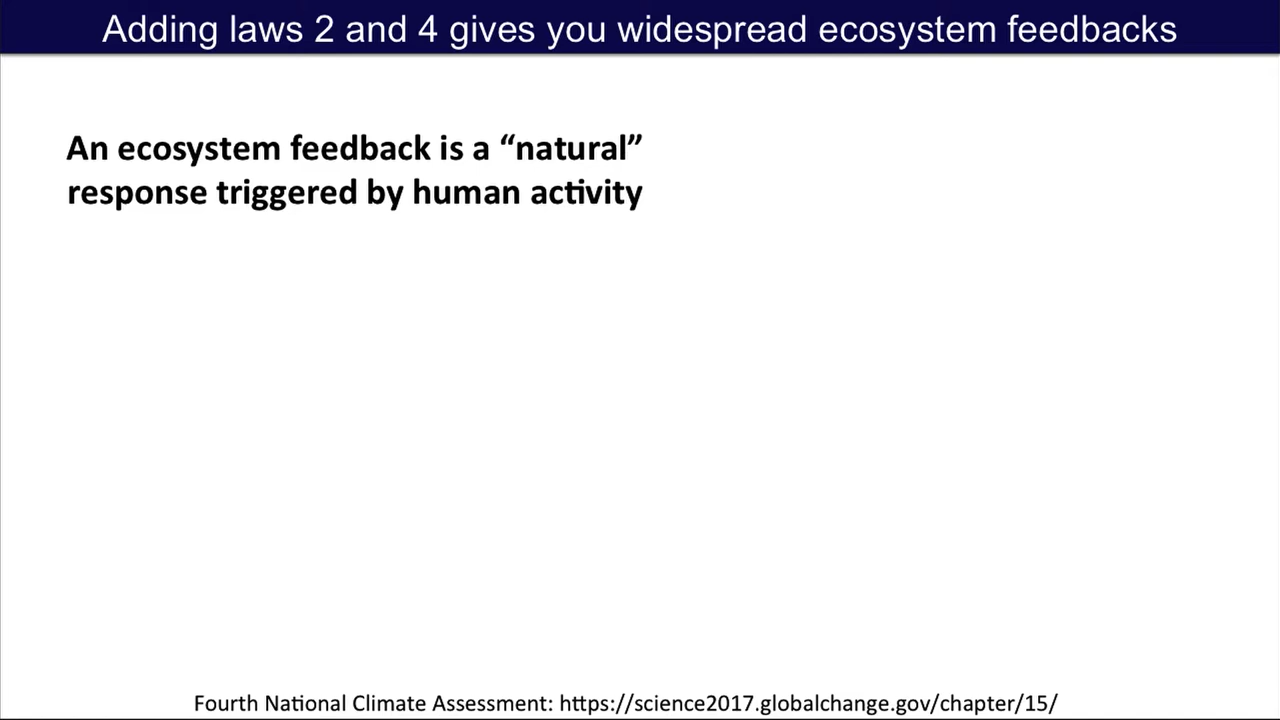 Adding laws 2 and 4 gives you widespread ecosystem feedbacks
An ecosystem feedback is a “natural”
response triggered by human activity
Fourth National Climate Assessment: https://science2017.globalchange.gov/chapter/15/